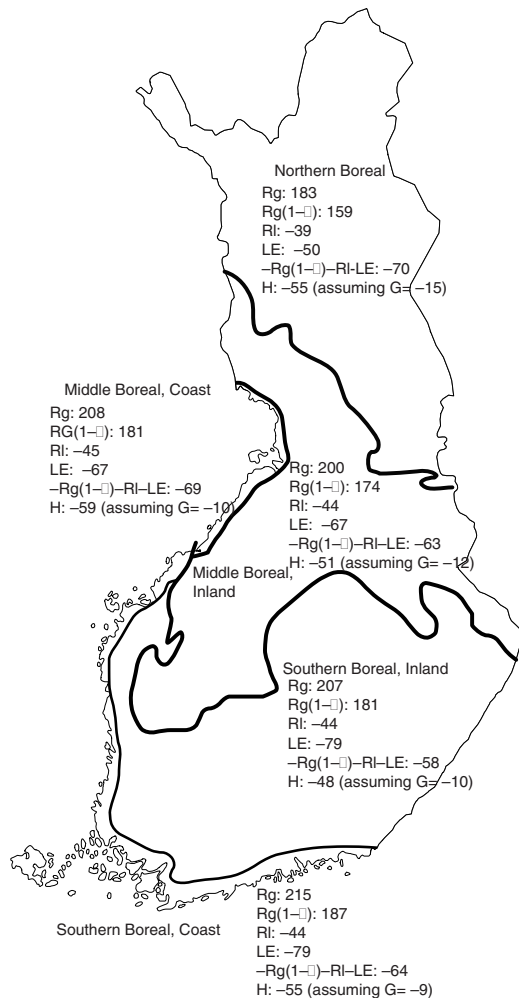 Northern Boreal
Rg: 183
Rg(1–□): 159
Rl: –39
LE: –50
–Rg(1–□)–Rl-LE: –70
H: –55 (assuming G= –15)
Middle Boreal, Coast
Rg: 208
RG(1–□): 181
Rl: –45
LE: –67
–Rg(1–□)–Rl–LE: –69
H: –59 (assuming G= –10)
Rg: 200
Rg(1–□): 174
Rl: –44
LE: –67
–Rg(1–□)–Rl–LE: –63
H: –51 (assuming G= –12)
Middle Boreal,
Inland
Southern Boreal, Inland
Rg: 207
Rg(1–□): 181
Rl: –44
LE: –79
–Rg(1–□)–Rl–LE: –58
H: –48 (assuming G= –10)
Southern Boreal, Coast
Rg: 215
Rg(1–□): 187
Rl: –44
LE: –79
–Rg(1–□)–Rl–LE: –64
H: –55 (assuming G= –9)